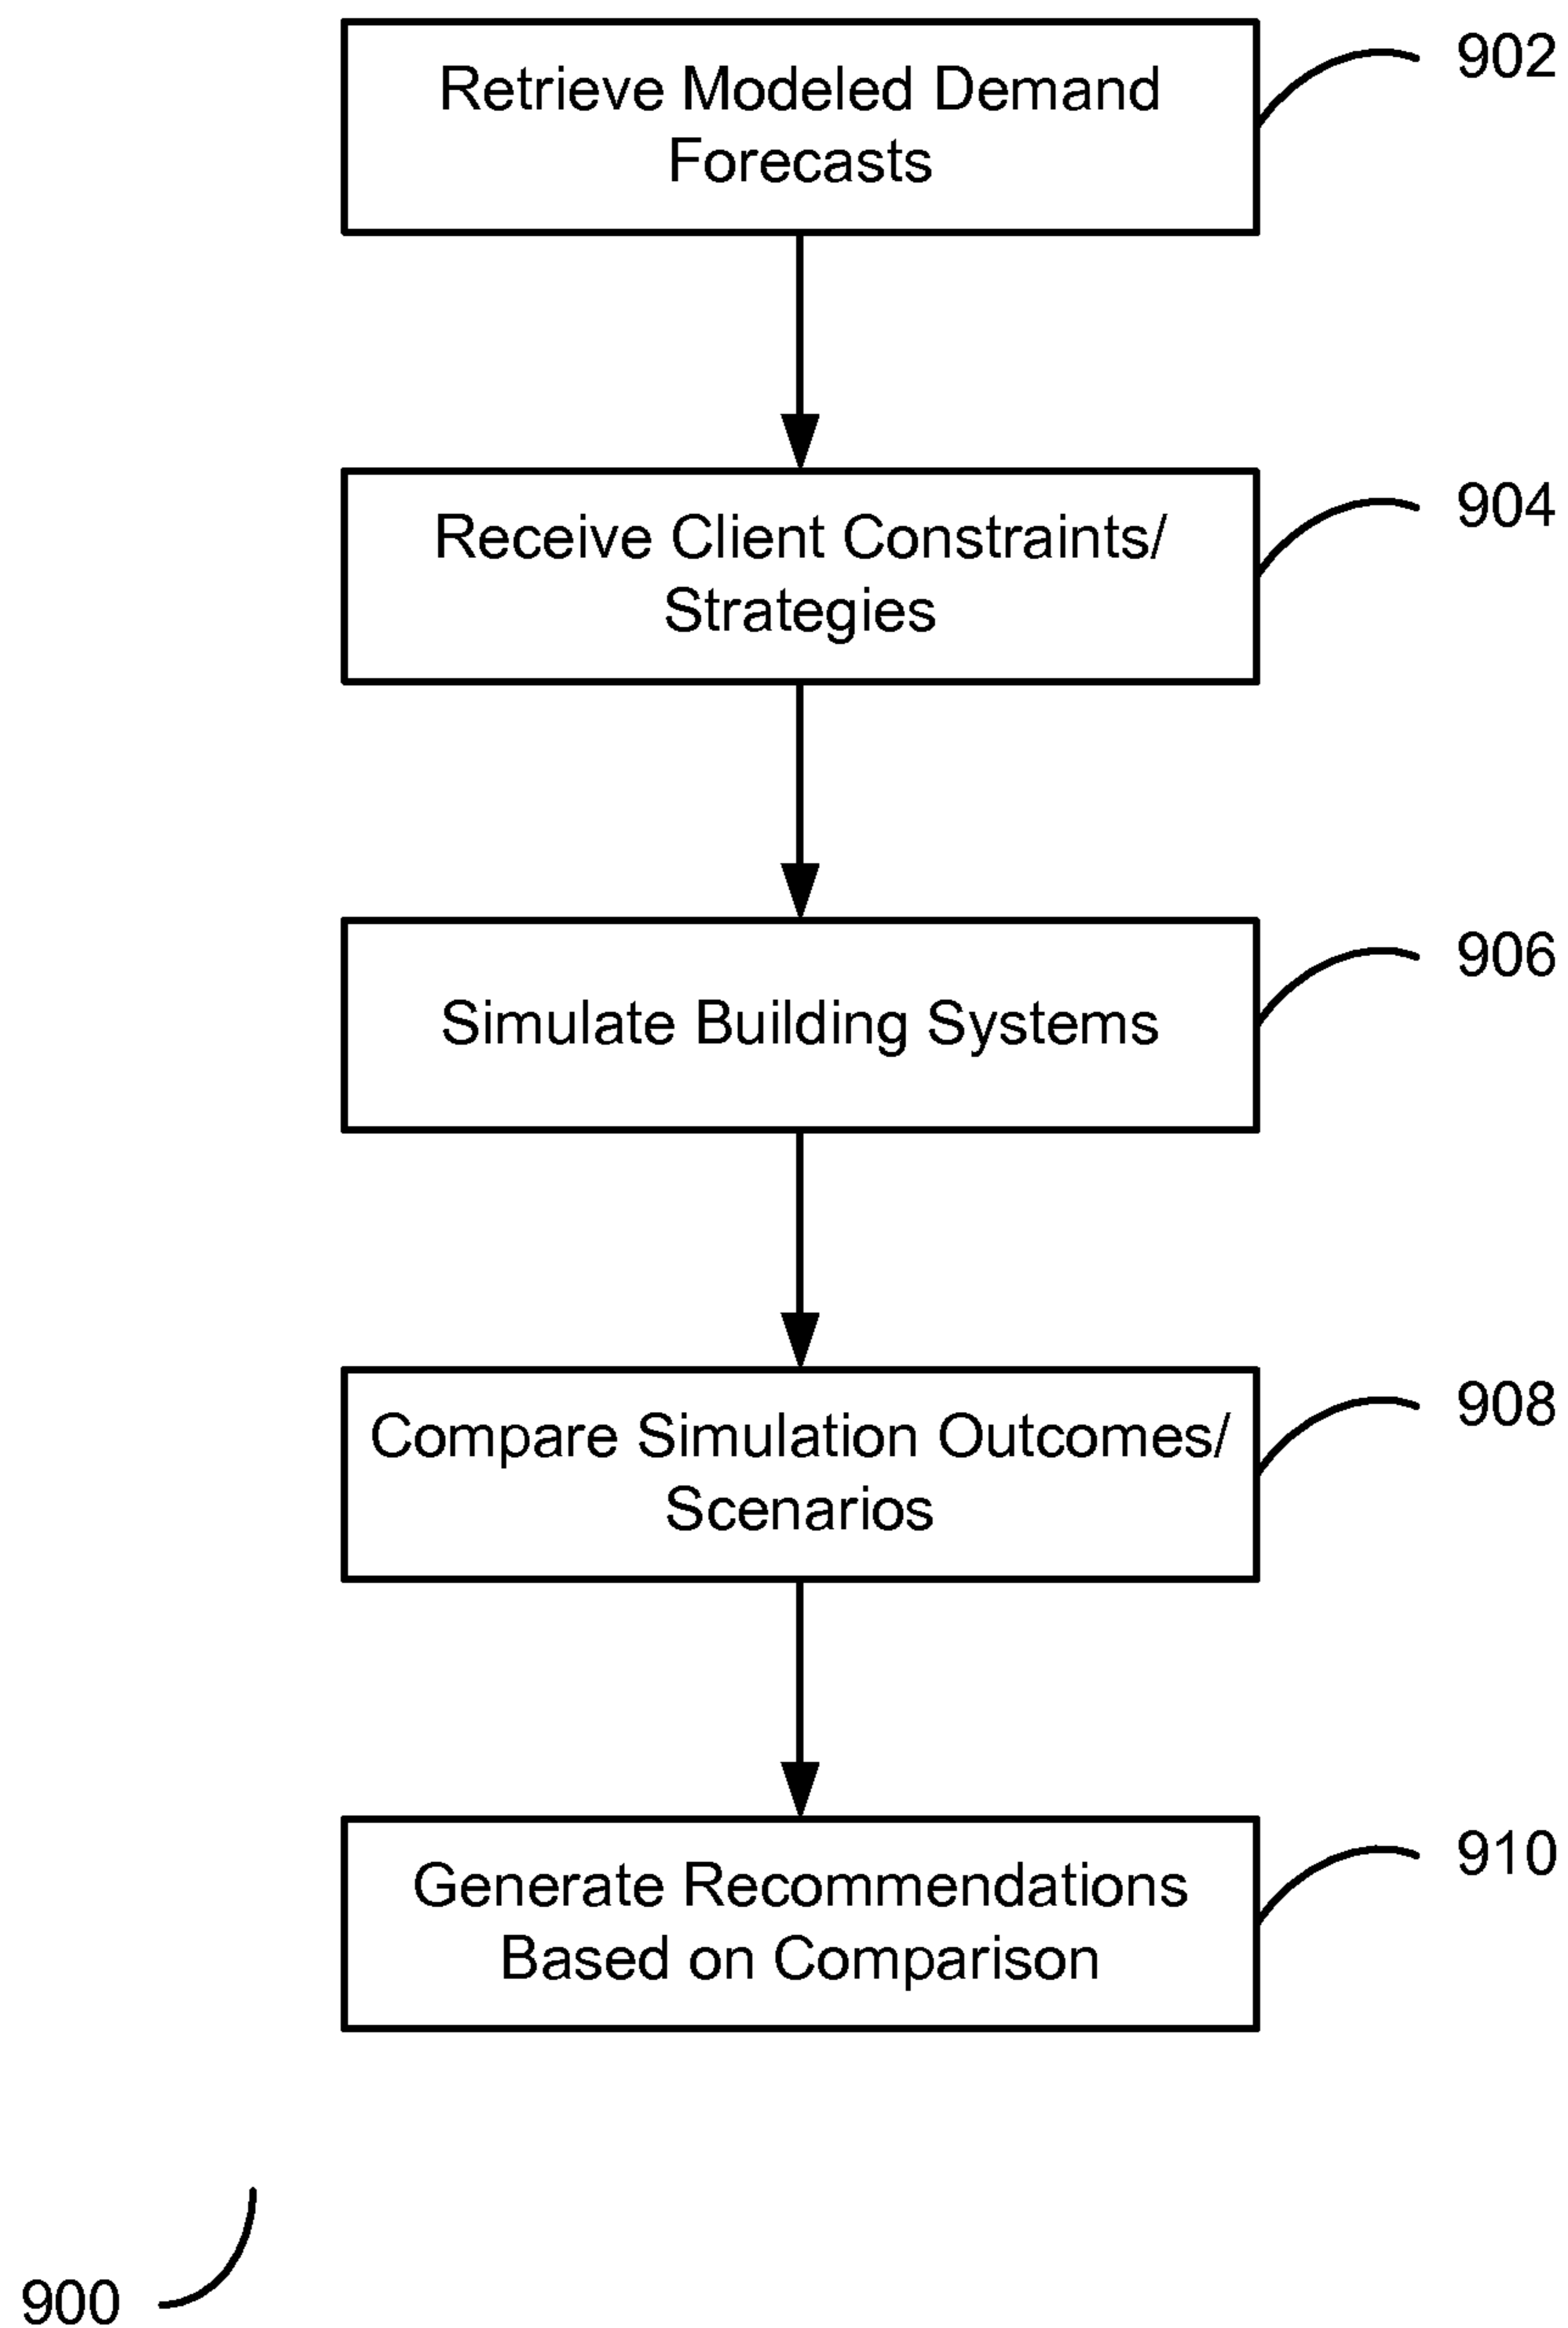 Retrieve Modeled Demand
Forecasts
902
Receive Client Constraints/
Strategies
904
Simulate Building Systems
906
Compare Simulation Outcomes/
Scenarios
908
Generate Recommendations
Based on Comparison
910
900